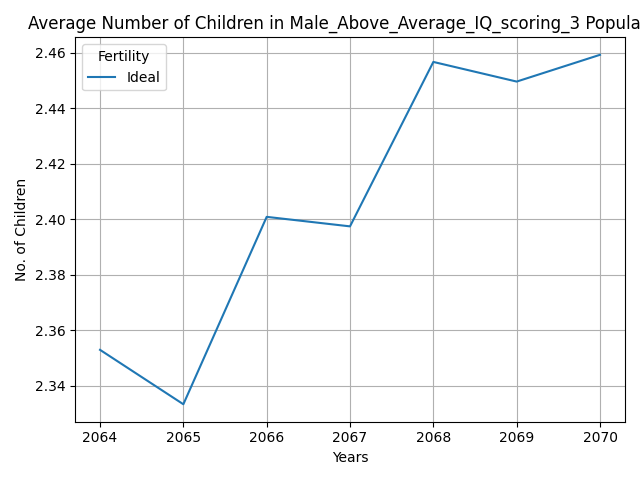 Average Number of Children in Male_Above_Average_IQ_scoring_3 Popula
Fertility
Ideal
No. of Children
2.46
2.44
2.42
2.40
2.38
2.36
2.34
2064 2065 2066 2067 2068 2069 2070
Years